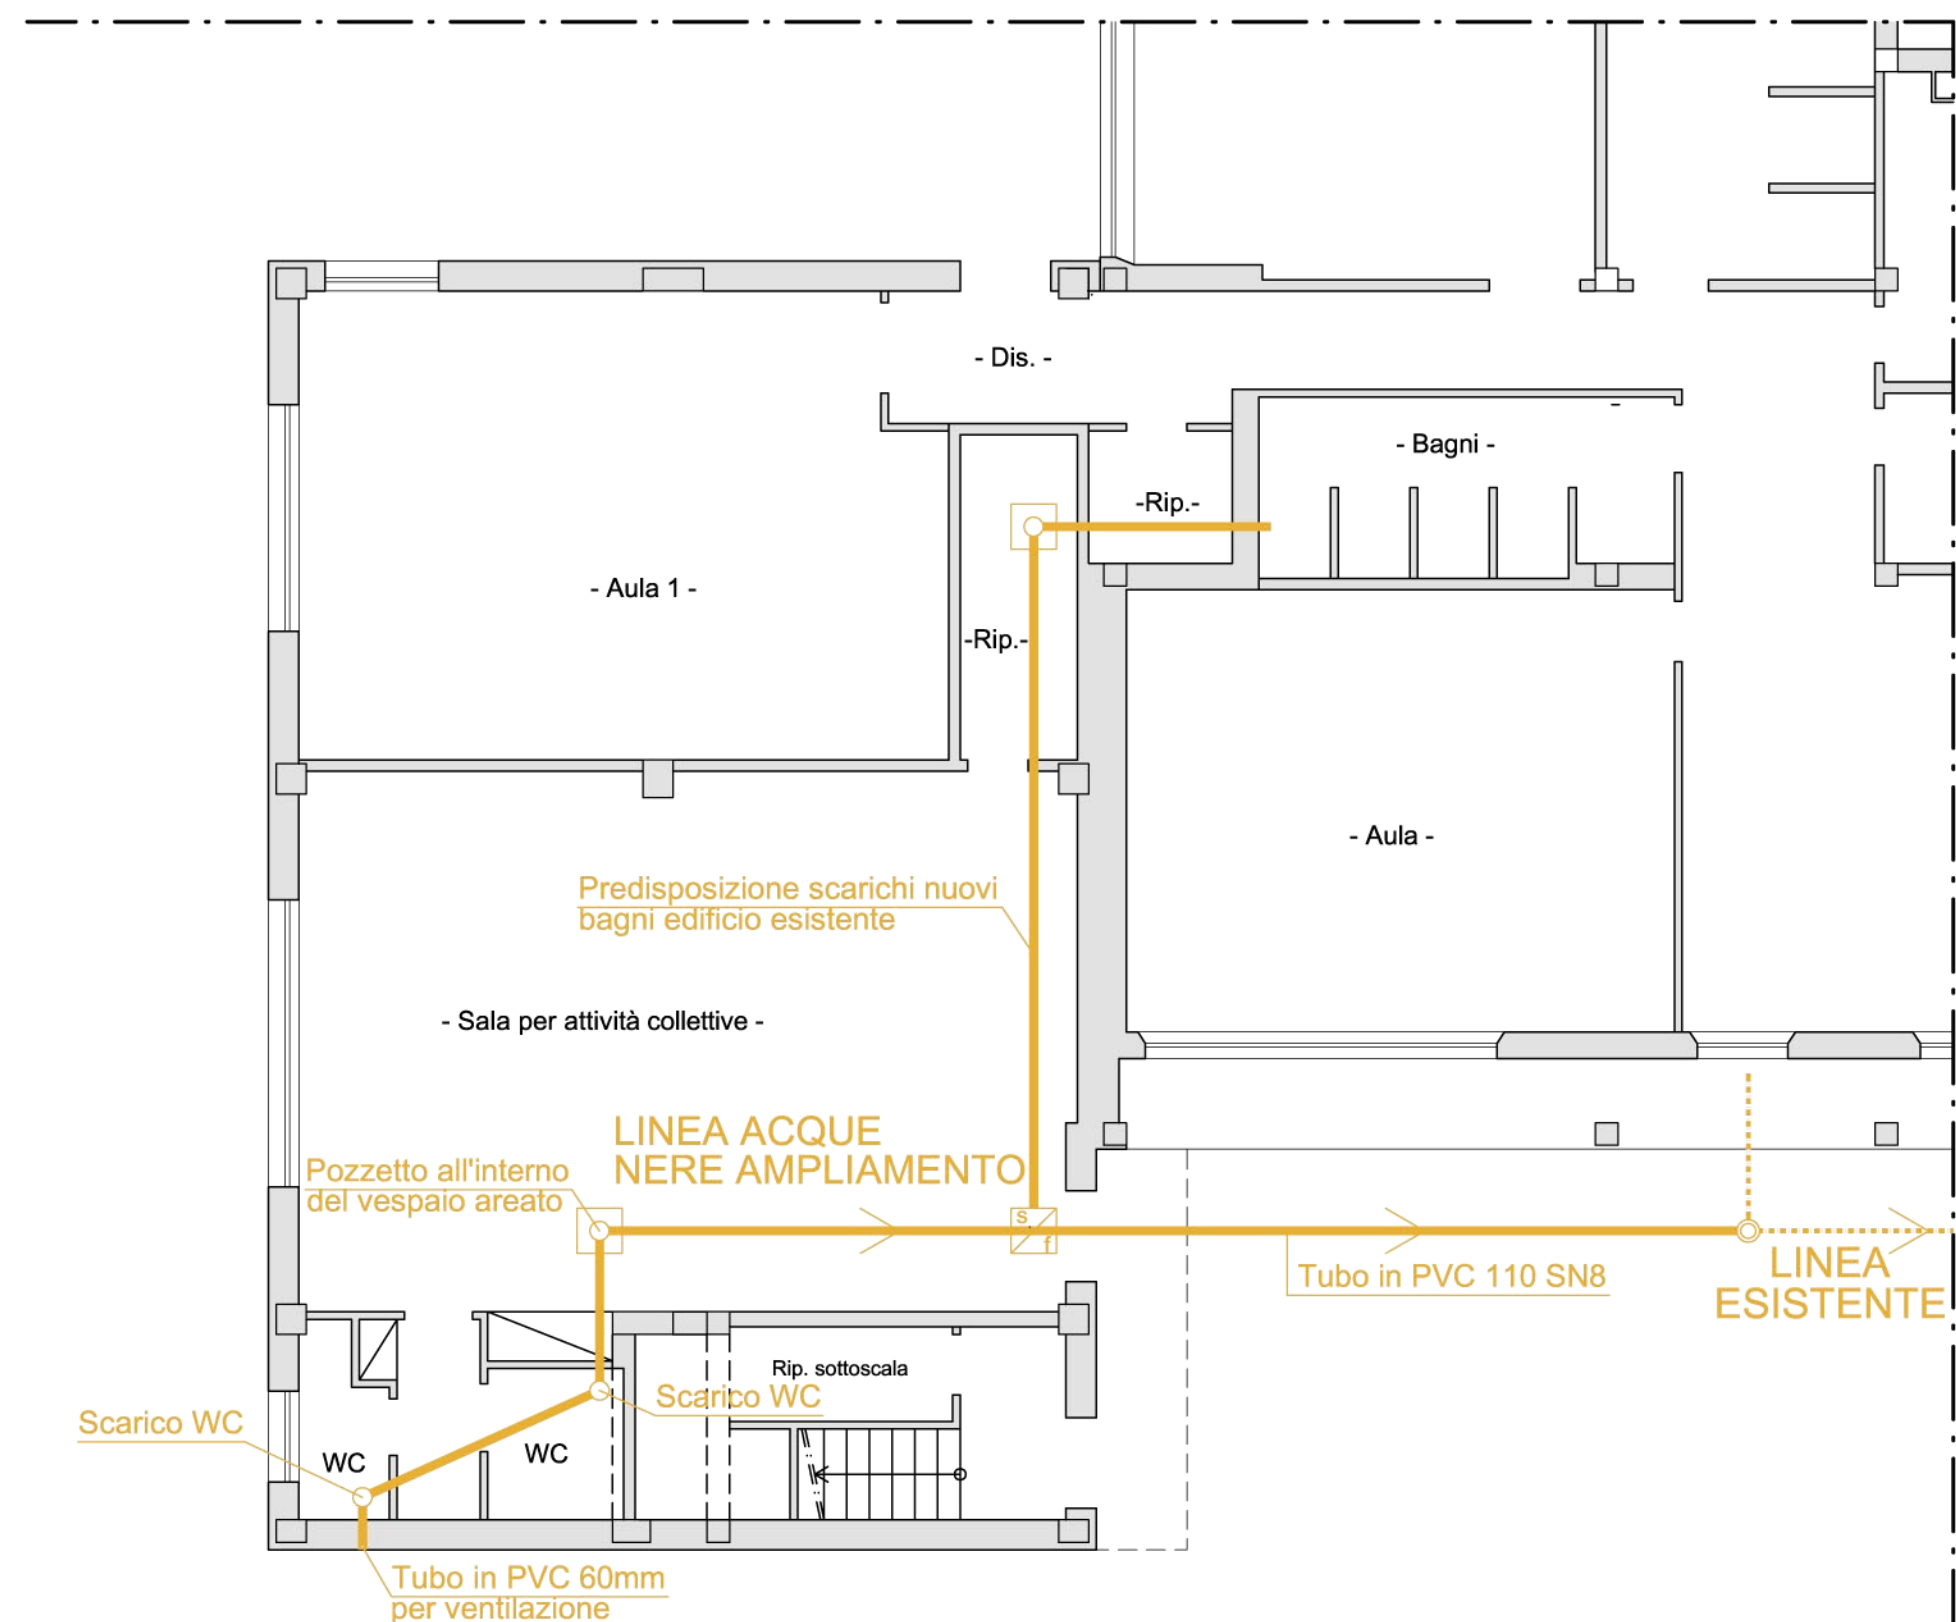 - Dis. -
- Bagni -
-Rip.-
- Aula 1 -
-Rip.-
- Aula -
Predisposizione scarichi nuovi
bagni edificio esistente
- Sala per attività collettive -
LINEA ACQUE
NERE AMPLIAMENTO
Pozzetto all'interno
del vespaio areato
s
f
Tubo in PVC 110 SN8
LINEA
ESISTENTE
Rip. sottoscala
Scarico WC
Scarico WC
WC
WC
Tubo in PVC 60mm
per ventilazione